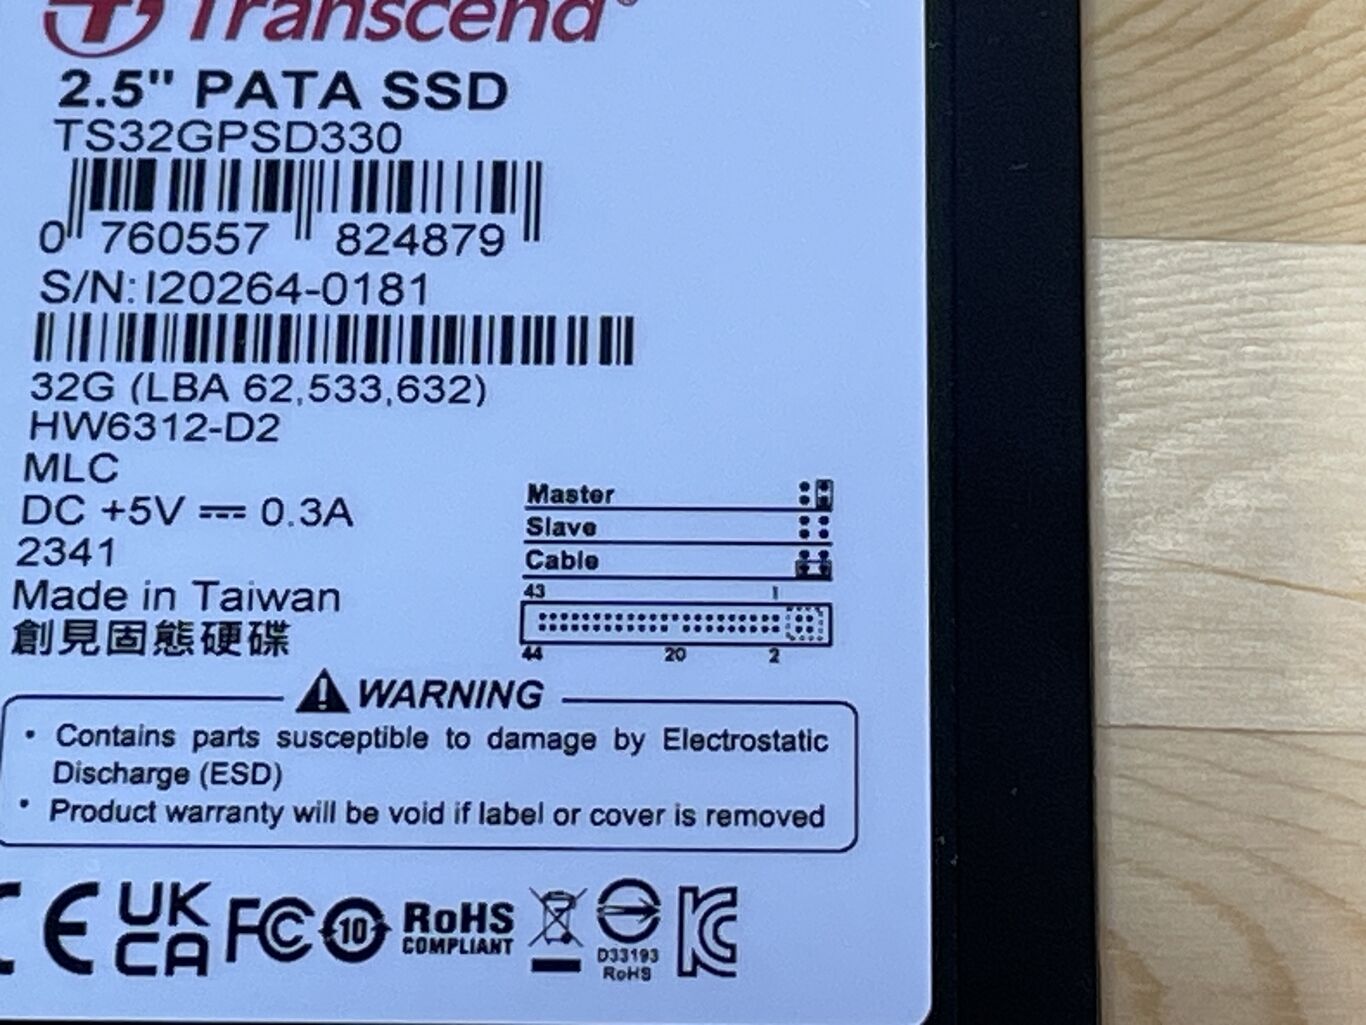 Transcend®
2.5" PATA SSD
TS32GPSD330
0 760557 824879
S/N: I20264-0181
32G (LBA 62,533,632)
HW6312-D2
MLC
DC +5V ⎓ 0.3A
2341
Made in Taiwan
創見固態硬碟
Master
Slave
Cable
43 1
44 20 2
WARNING
• Contains parts susceptible to damage by Electrostatic
Discharge (ESD)
• Product warranty will be void if label or cover is removed
CE UK CA FC 10 RoHS COMPLIANT D33193 RoHS KC